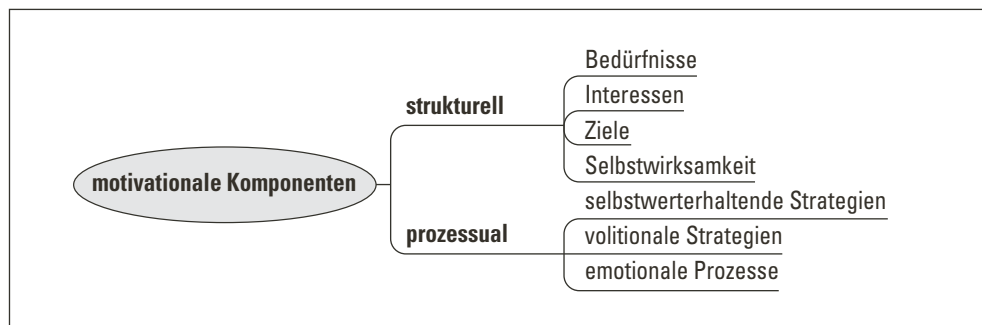 motivationale Komponenten
strukturell
Bedürfnisse
Interessen
Ziele
Selbstwirksamkeit
prozessual
selbstwerterhaltende Strategien
volitionale Strategien
emotionale Prozesse